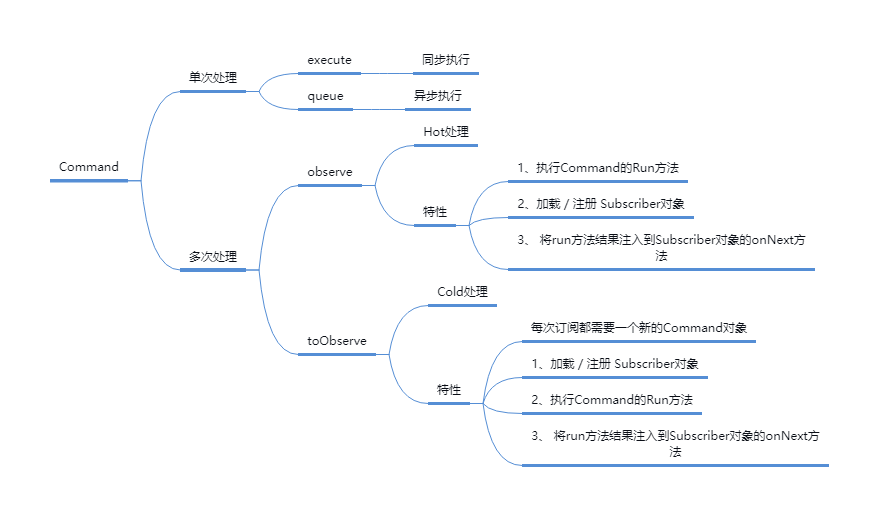 Command
单次处理
execute
同步执行
queue
异步执行
多次处理
observe
Hot处理
特性
1、执行Command的Run方法
2、加载 / 注册 Subscriber对象
3、 将run方法结果注入到Subscriber对象的onNext方
法
toObserve
Cold处理
特性
每次订阅都需要一个新的Command对象
1、加载 / 注册 Subscriber对象
2、执行Command的Run方法
3、 将run方法结果注入到Subscriber对象的onNext方
法